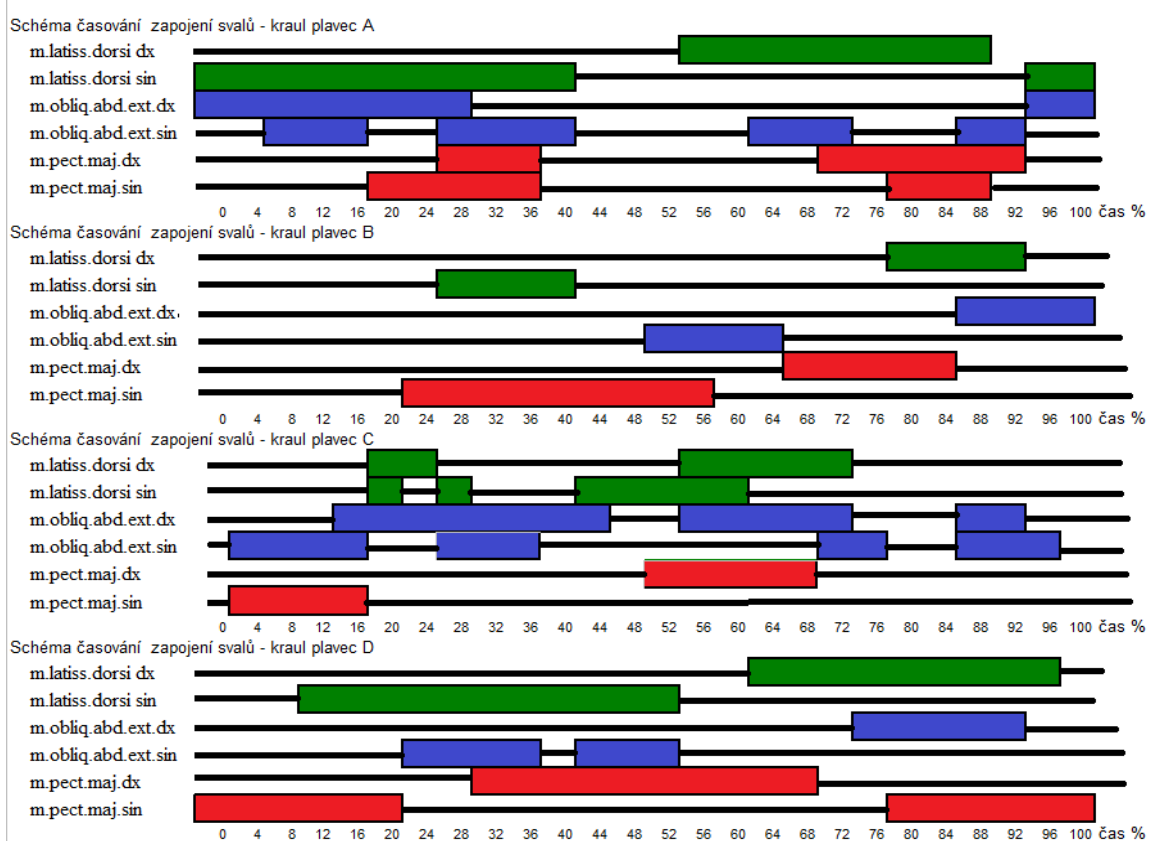 Schéma časování zapojení svalů - kraul plavec A
m.latiss.dorsi dx
m.latiss.dorsi sin
m.obliq.abd.ext.dx
m.obliq.abd.ext.sin
m.pect.maj.dx
m.pect.maj.sin
0 4 8 12 16 20 24 28 32 36 40 44 48 56 60 64 68 72 76 80 84 88 92 96 100 čas %
Schéma časování zapojení svalů - kraul plavec B
m.latiss.dorsi dx
m.latiss.dorsi sin
m.obliq.abd.ext.dx.
m.obliq.abd.ext.sin
m.pect.maj.dx
m.pect.maj.sin
0 4 8 12 16 20 24 28 32 36 40 44 48 56 60 64 68 72 76 80 84 88 92 96 100 čas %
Schéma časování zapojení svalů - kraul plavec C
m.latiss.dorsi dx
m.latiss.dorsi sin
m.obliq.abd.ext.dx
m.obliq.abd.ext.sin
m.pect.maj.dx
m.pect.maj.sin
0 4 8 12 16 20 24 28 32 36 40 44 48 56 60 64 68 72 76 80 84 88 92 96 100 čas %
Schéma časování zapojení svalů - kraul plavec D
m.latiss.dorsi dx
m.latiss.dorsi sin
m.obliq.abd.ext.dx
m.obliq.abd.ext.sin
m.pect.maj.dx
m.pect.maj.sin
0 4 8 12 16 20 24 28 32 36 40 44 48 56 60 64 68 72 76 80 84 88 92 96 100 čas %